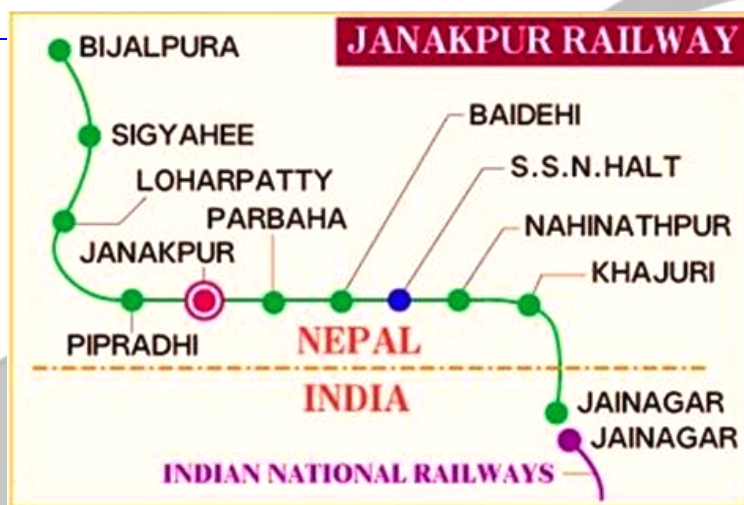 JANAKPUR RAILWAY
BIJALPURA
SIGYAHEE
BAIDEHI
S.S.N.HALT
LOHARPATTY
PARBAHA
NAHINATHPUR
JANAKPUR
KHAJURI
PIPRADHI
NEPAL
INDIA
JAINAGAR
JAINAGAR
INDIAN NATIONAL RAILWAYS